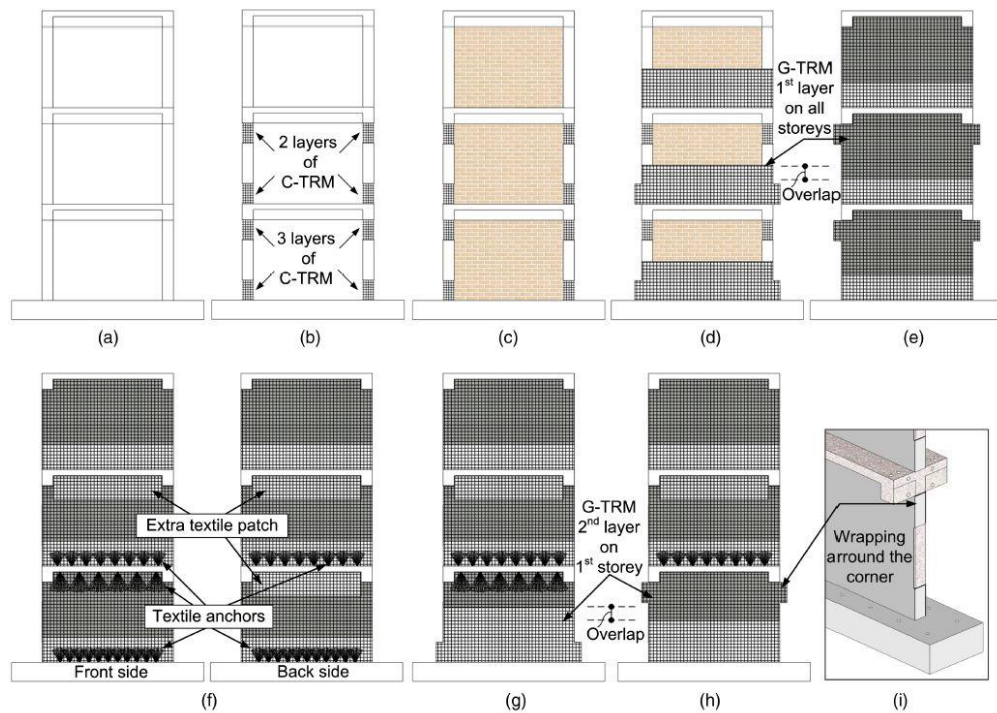 2 layers
of
C-TRM
3 layers
of
C-TRM
G-TRM
1st layer
on all
storeys
Overlap
(a)
(b)
(c)
(d)
(e)
Extra textile patch
Textile anchors
Front side
Back side
G-TRM
2nd layer
on
1st storey
Overlap
Wrapping
arround the
corner
(f)
(g)
(h)
(i)